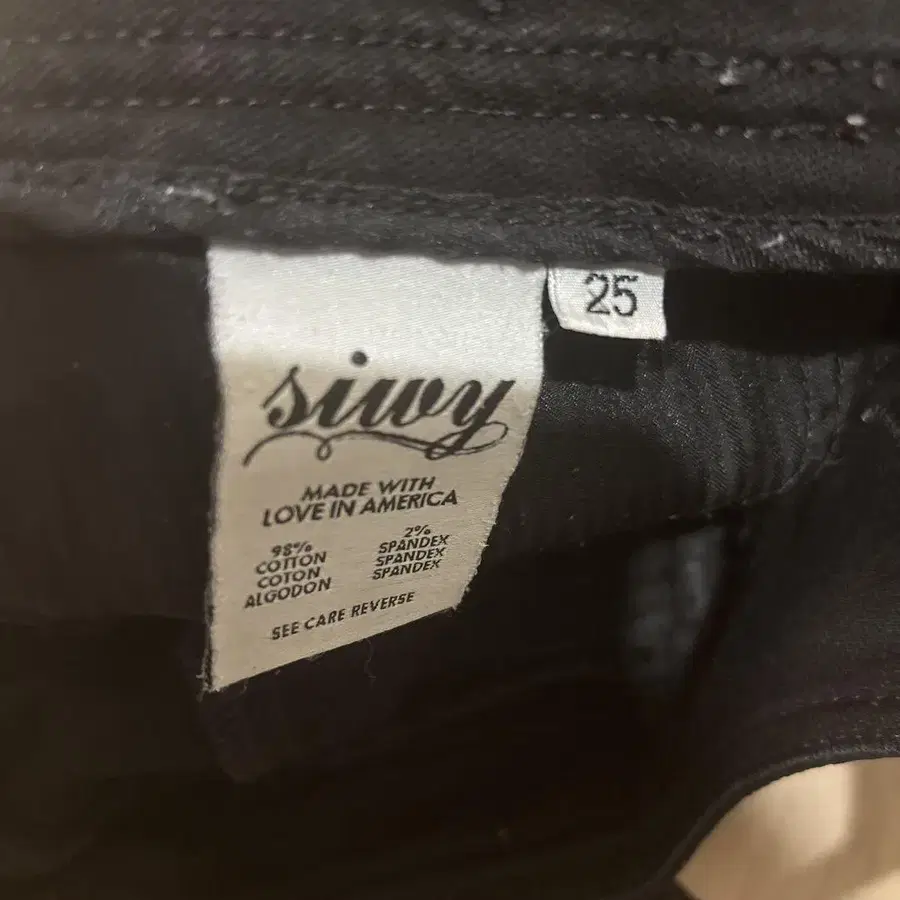 25
siwy
MADE WITH
LOVE IN AMERICA
98%
COTTON
COTON
ALGODON
2%
SPANDEX
SPANDEX
SPANDEX
SEE CARE REVERSE